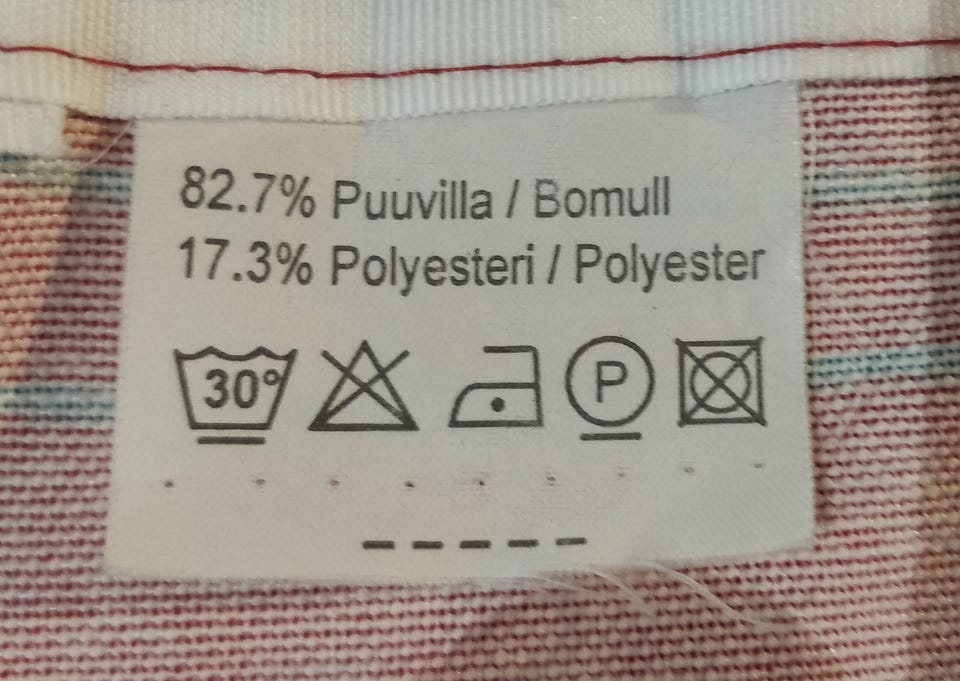 82.7% Puuvilla / Bomull
17.3% Polyesteri / Polyester
30° P